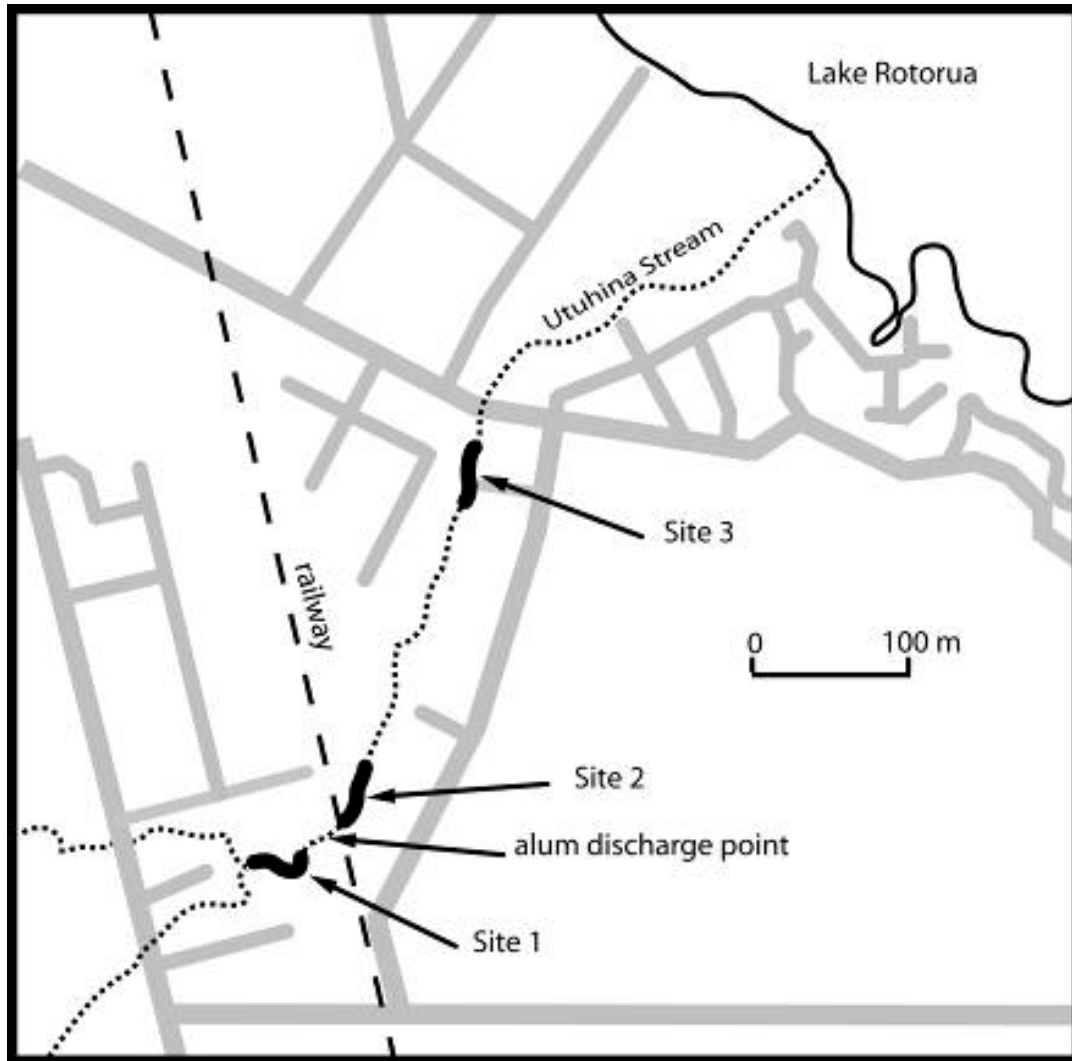 Lake Rotorua
Utuhina Stream
Site 3
railway
0 100 m
Site 2
alum discharge point
Site 1